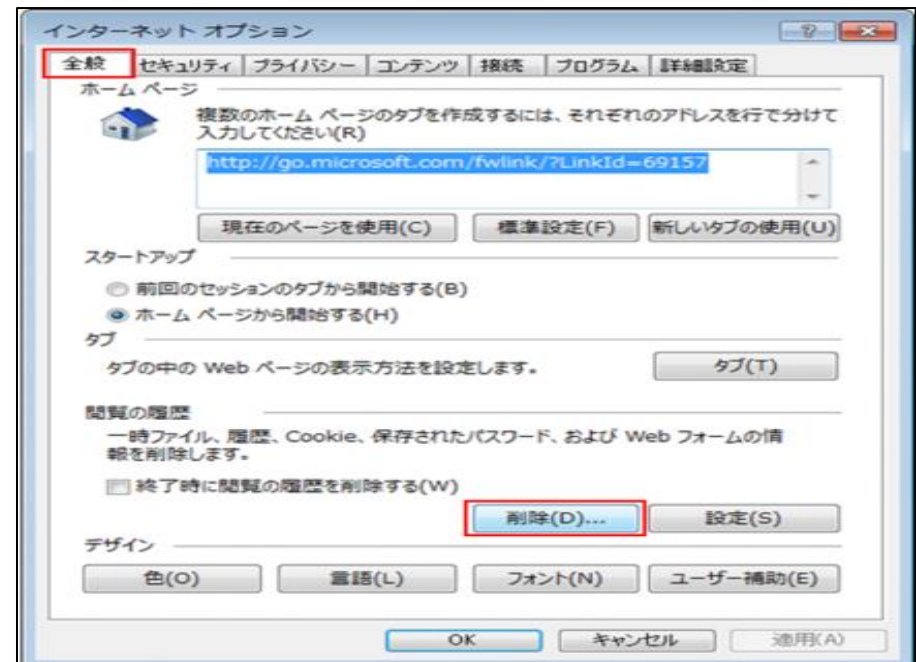 インターネット オプション
全般 セキュリティ プライバシー コンテンツ 接続 プログラム 詳細設定
ホーム ページ
複数のホーム ページのタブを作成するには、それぞれのアドレスを行で分けて
入力してください(R)
http://go.microsoft.com/fwlink/?LinkId=69157
現在のページを使用(C) 標準設定(F) 新しいタブの使用(U)
スタートアップ
前回のセッションのタブから開始する(B)
ホーム ページから開始する(H)
タブ
タブの中の Web ページの表示方法を設定します。 タブ(T)
閲覧の履歴
一時ファイル、履歴、Cookie、保存されたパスワード、および Web フォームの情
報を削除します。
終了時に閲覧の履歴を削除する(W)
削除(D)... 設定(S)
デザイン
色(O) 言語(L) フォント(N) ユーザー補助(E)
OK キャンセル 適用(A)